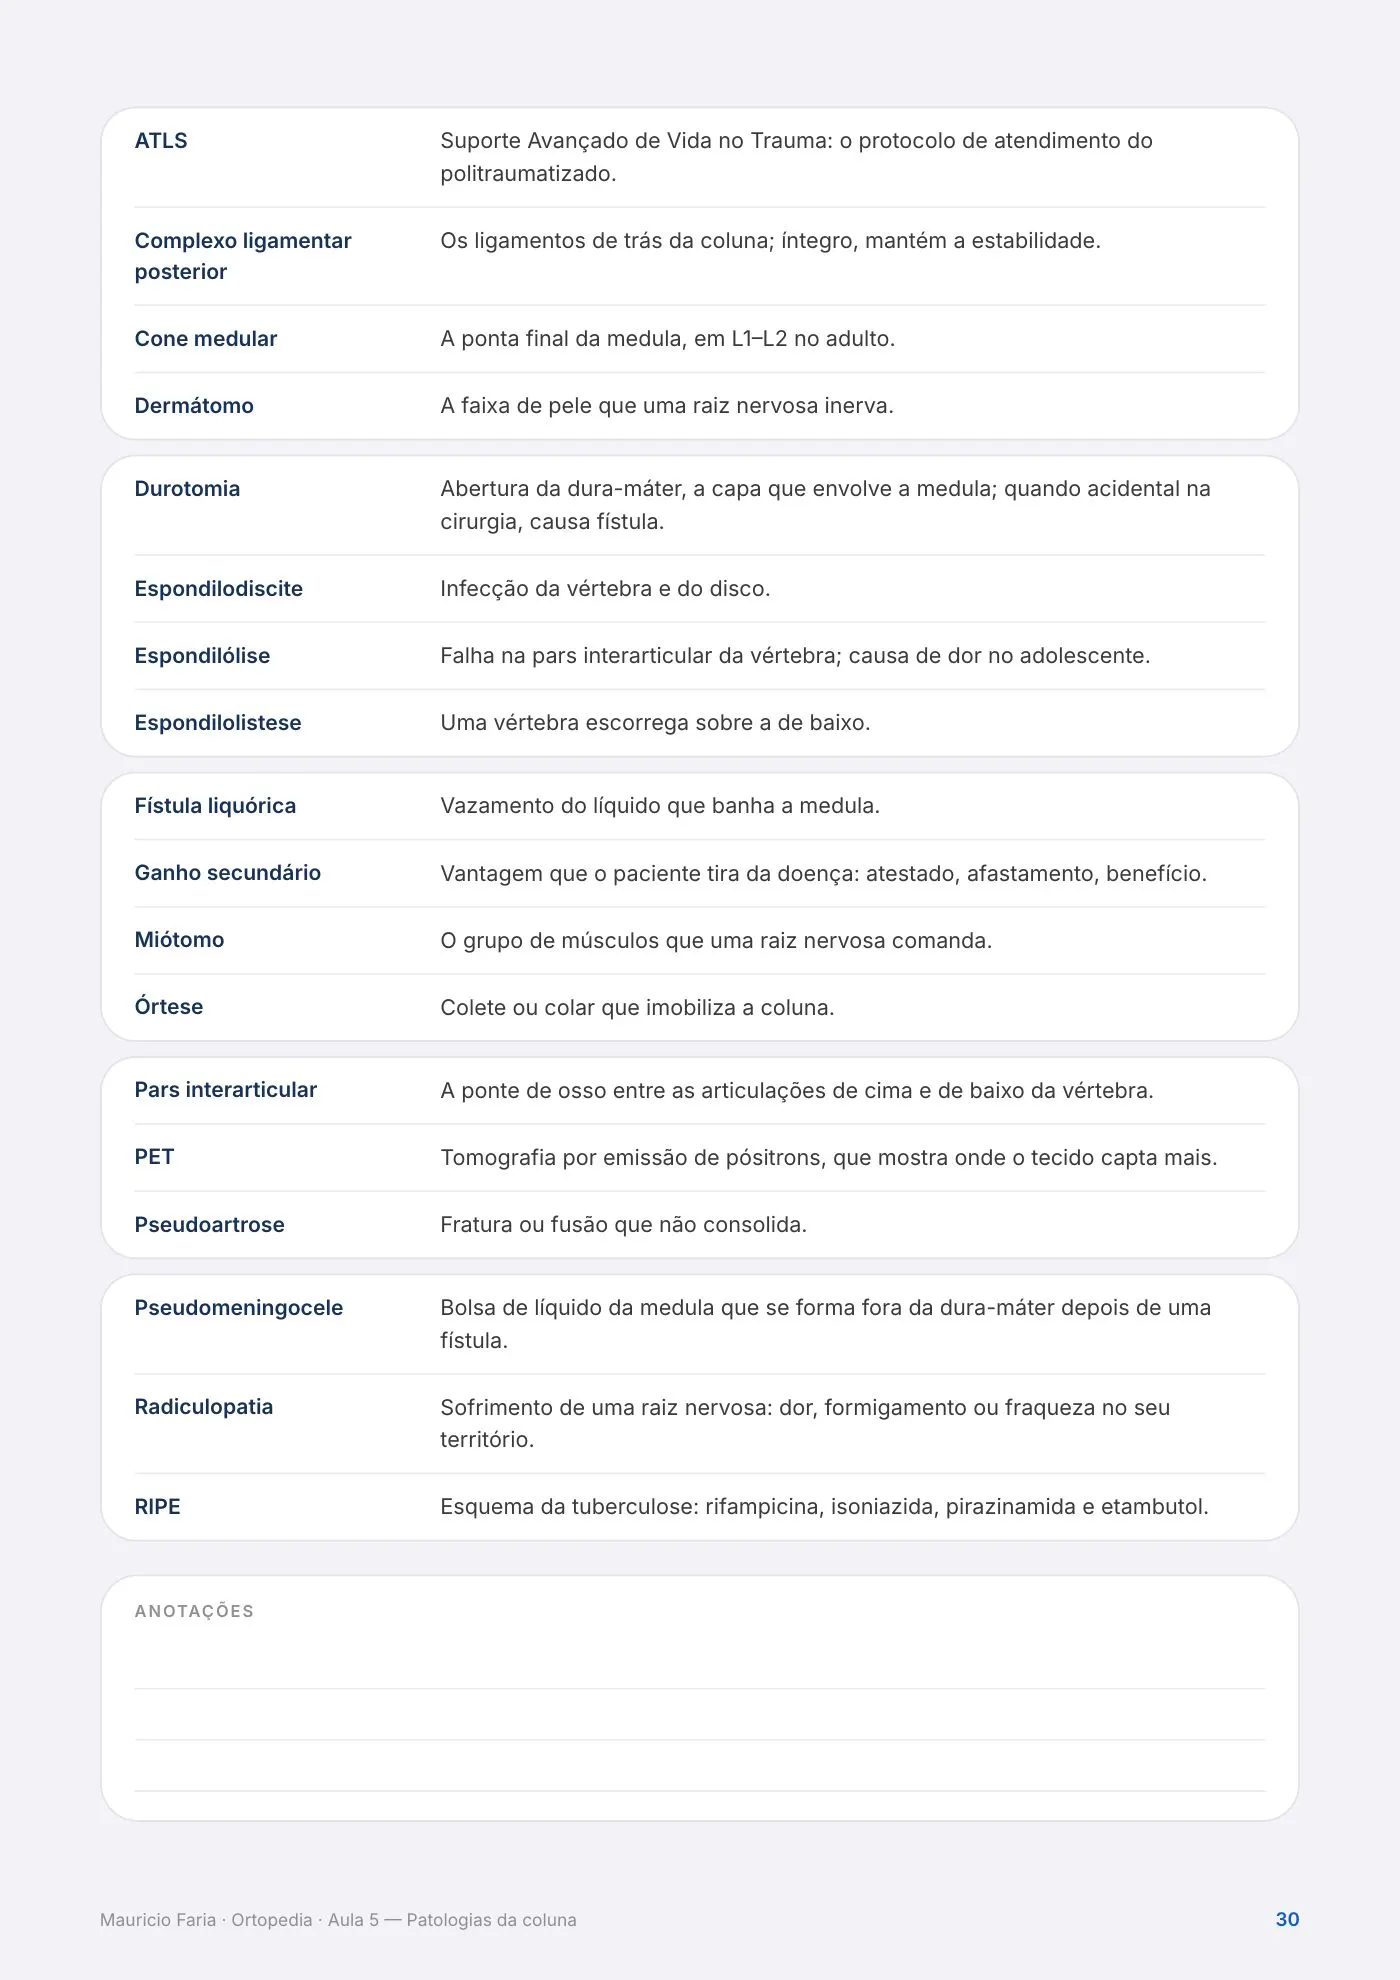 ATLS
Suporte Avançado de Vida no Trauma: o protocolo de atendimento do
politraumatizado.
Complexo ligamentar
posterior
Os ligamentos de trás da coluna; íntegro, mantém a estabilidade.
Cone medular
A ponta final da medula, em L1–L2 no adulto.
Dermátomo
A faixa de pele que uma raiz nervosa inerva.
Durotomia
Abertura da dura-máter, a capa que envolve a medula; quando acidental na
cirurgia, causa fístula.
Espondilodiscite
Infecção da vértebra e do disco.
Espondilólise
Falha na pars interarticular da vértebra; causa de dor no adolescente.
Espondilolistese
Uma vértebra escorrega sobre a de baixo.
Fístula liquórica
Vazamento do líquido que banha a medula.
Ganho secundário
Vantagem que o paciente tira da doença: atestado, afastamento, benefício.
Miótomo
O grupo de músculos que uma raiz nervosa comanda.
Órtese
Colete ou colar que imobiliza a coluna.
Pars interarticular
A ponte de osso entre as articulações de cima e de baixo da vértebra.
PET
Tomografia por emissão de pósitrons, que mostra onde o tecido capta mais.
Pseudoartrose
Fratura ou fusão que não consolida.
Pseudomeningocele
Bolsa de líquido da medula que se forma fora da dura-máter depois de uma
fístula.
Radiculopatia
Sofrimento de uma raiz nervosa: dor, formigamento ou fraqueza no seu
território.
RIPE
Esquema da tuberculose: rifampicina, isoniazida, pirazinamida e etambutol.
ANOTAÇÕES
Mauricio Faria · Ortopedia · Aula 5 — Patologias da coluna
30